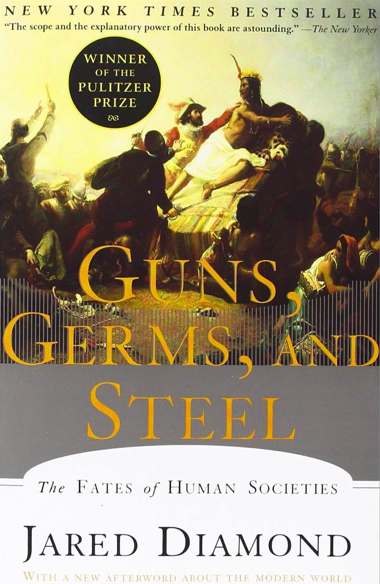 NEW YORK TIMES BESTSELLER
"The scope and the explanatory power of this book are astounding." —The New Yorker
WINNER
OF THE
PULITZER
PRIZE
GUNS,
GERMS, AND
STEEL
The FATES of HUMAN SOCIETIES
JARED DIAMOND
WITH A NEW AFTERWORD ABOUT THE MODERN WORLD